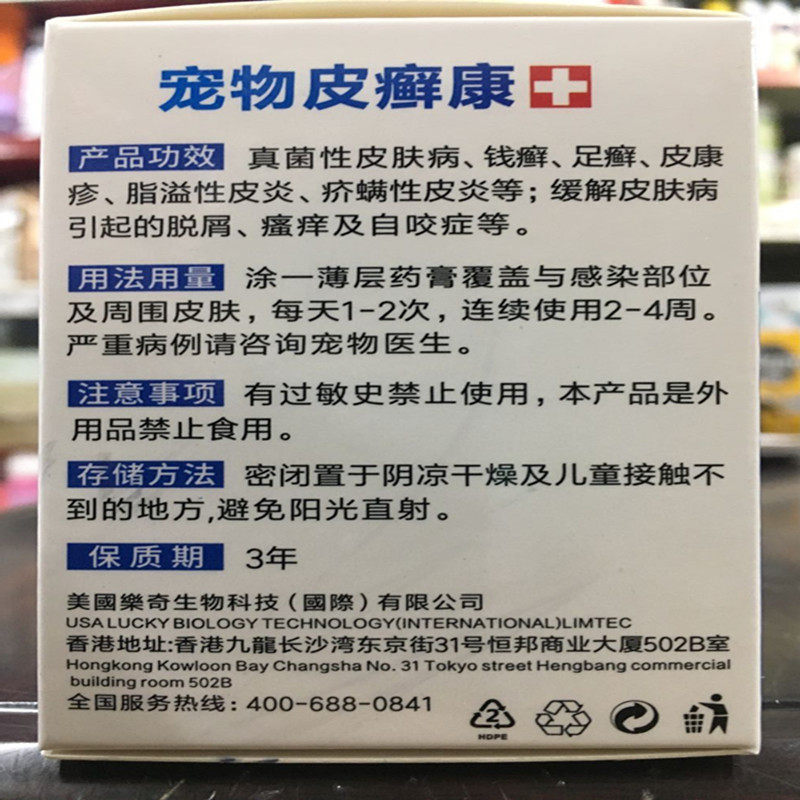 宠物皮癣康
产品功效 真菌性皮肤病、钱癣、足癣、皮康
疹、脂溢性皮炎、疥螨性皮炎等；缓解皮肤病
引起的脱屑、瘙痒及自咬症等。
用法用量 涂一薄层药膏覆盖与感染部位
及周围皮肤，每天1-2次，连续使用2-4周。
严重病例请咨询宠物医生。
注意事项 有过敏史禁止使用，本产品是外
用品禁止食用。
存储方法 密闭置于阴凉干燥及儿童接触不
到的地方,避免阳光直射。
保质期 3年
美國樂奇生物科技（國際）有限公司
USA LUCKY BIOLOGY TECHNOLOGY(INTERNATIONAL)LIMTEC
香港地址:香港九龍长沙湾东京街31号恒邦商业大厦502B室
Hongkong Kowloon Bay Changsha No. 31 Tokyo street Hengbang commercial
building room 502B
全国服务热线：400-688-0841
2
HDPE